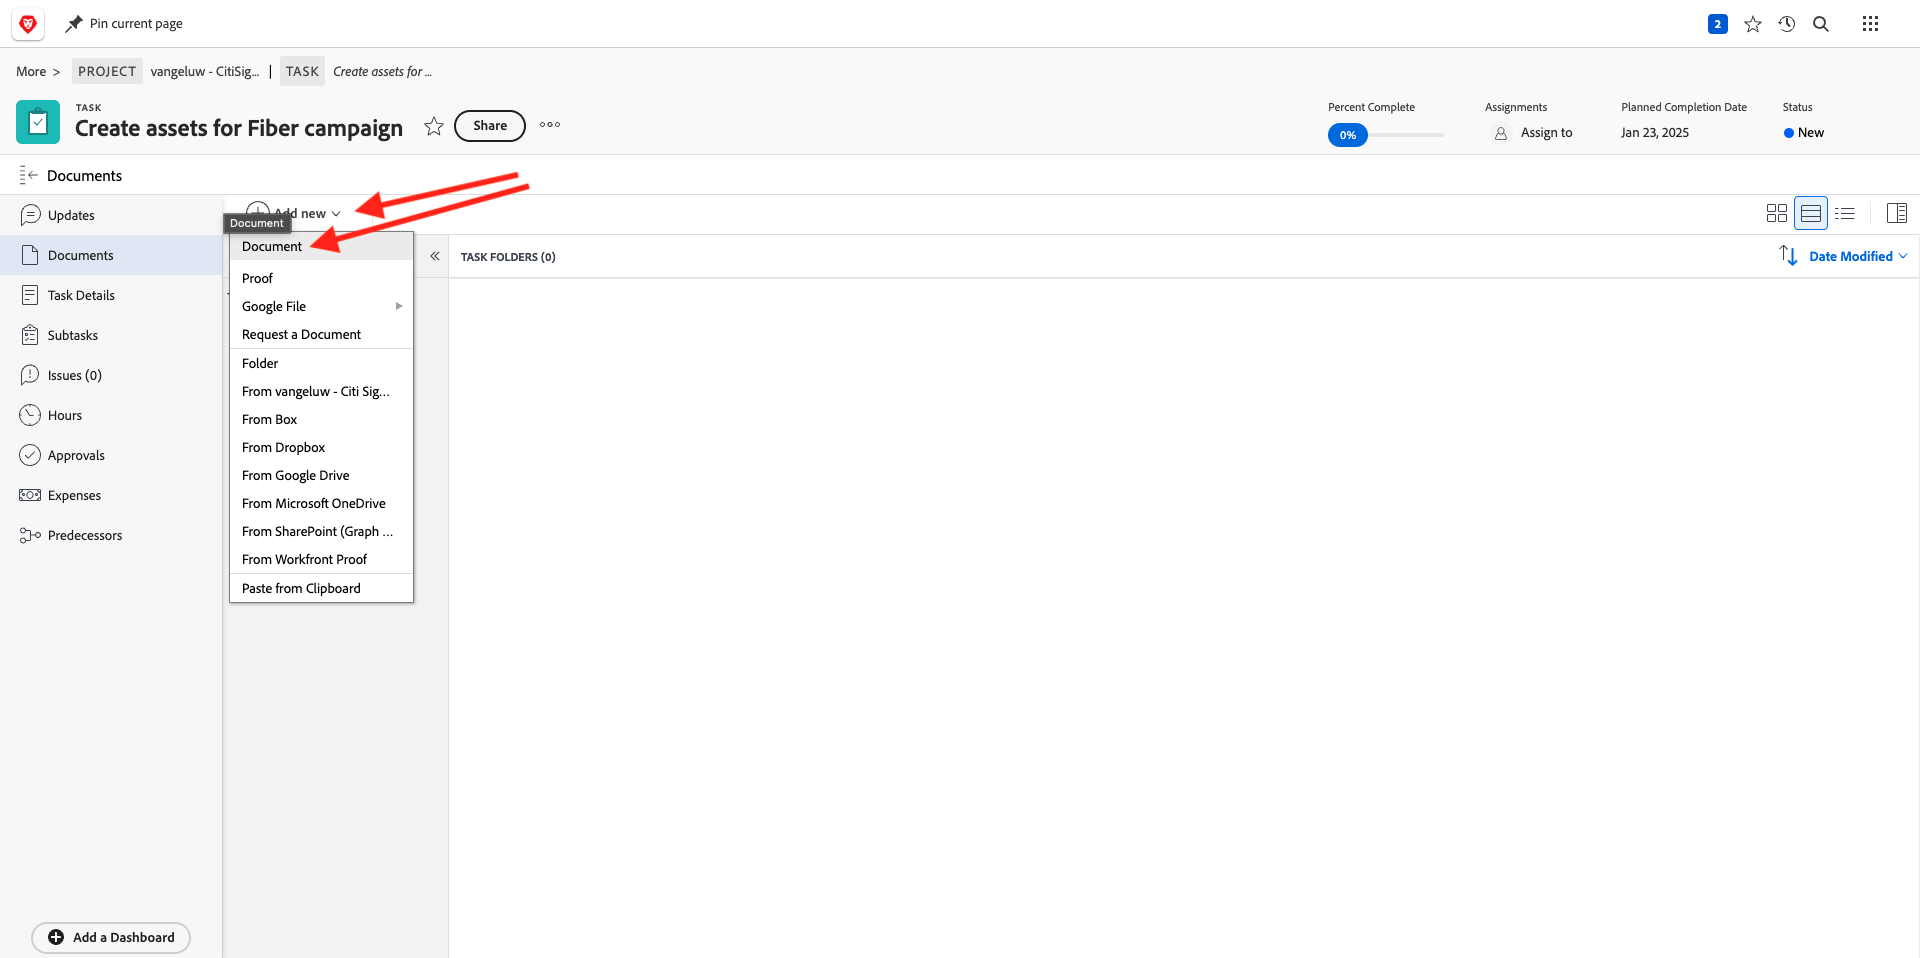 Pin current page
2
More >
PROJECT
vangeluw - CitiSig...
|
TASK
Create assets for ...
TASK
Create assets for Fiber campaign
Share
Percent Complete
0%
Assignments
Assign to
Planned Completion Date
Jan 23, 2025
Status
New
Documents
Updates
Documents
Task Details
Subtasks
Issues (0)
Hours
Approvals
Expenses
Predecessors
Add a Dashboard
Add new
Document
Document
Proof
Google File
Request a Document
Folder
From vangeluw - Citi Sig...
From Box
From Dropbox
From Google Drive
From Microsoft OneDrive
From SharePoint (Graph ...
From Workfront Proof
Paste from Clipboard
TASK FOLDERS (0)
Date Modified